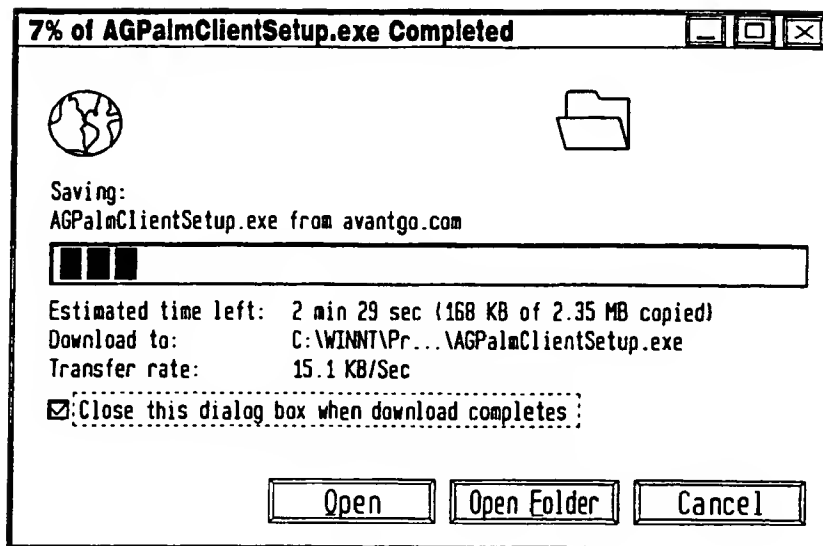 7% of AGPalmClientSetup.exe Completed
Saving:
AGPalmClientSetup.exe from avantgo.com
Estimated time left: 2 min 29 sec (168 KB of 2.35 MB copied)
Download to: C:\WINNT\Pr...\AGPalmClientSetup.exe
Transfer rate: 15.1 KB/Sec
Close this dialog box when download completes
Open Open Folder Cancel